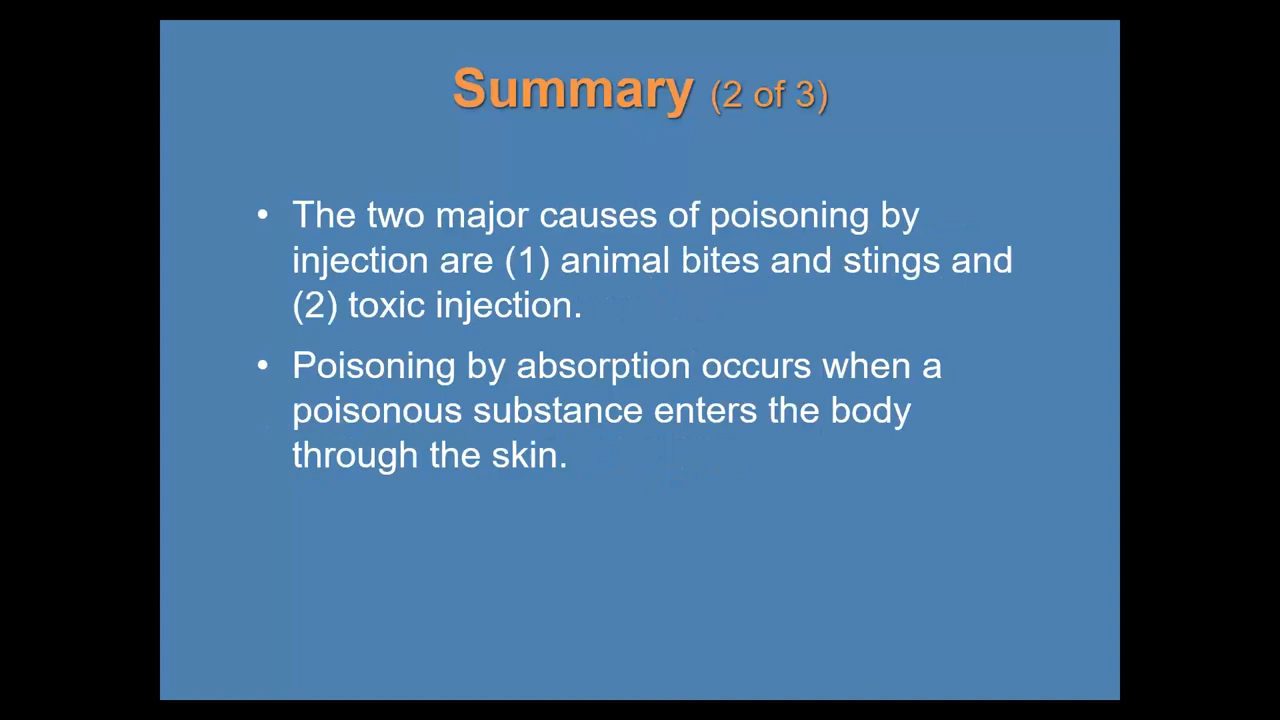 Summary (2 of 3)
• The two major causes of poisoning by
injection are (1) animal bites and stings and
(2) toxic injection.
• Poisoning by absorption occurs when a
poisonous substance enters the body
through the skin.